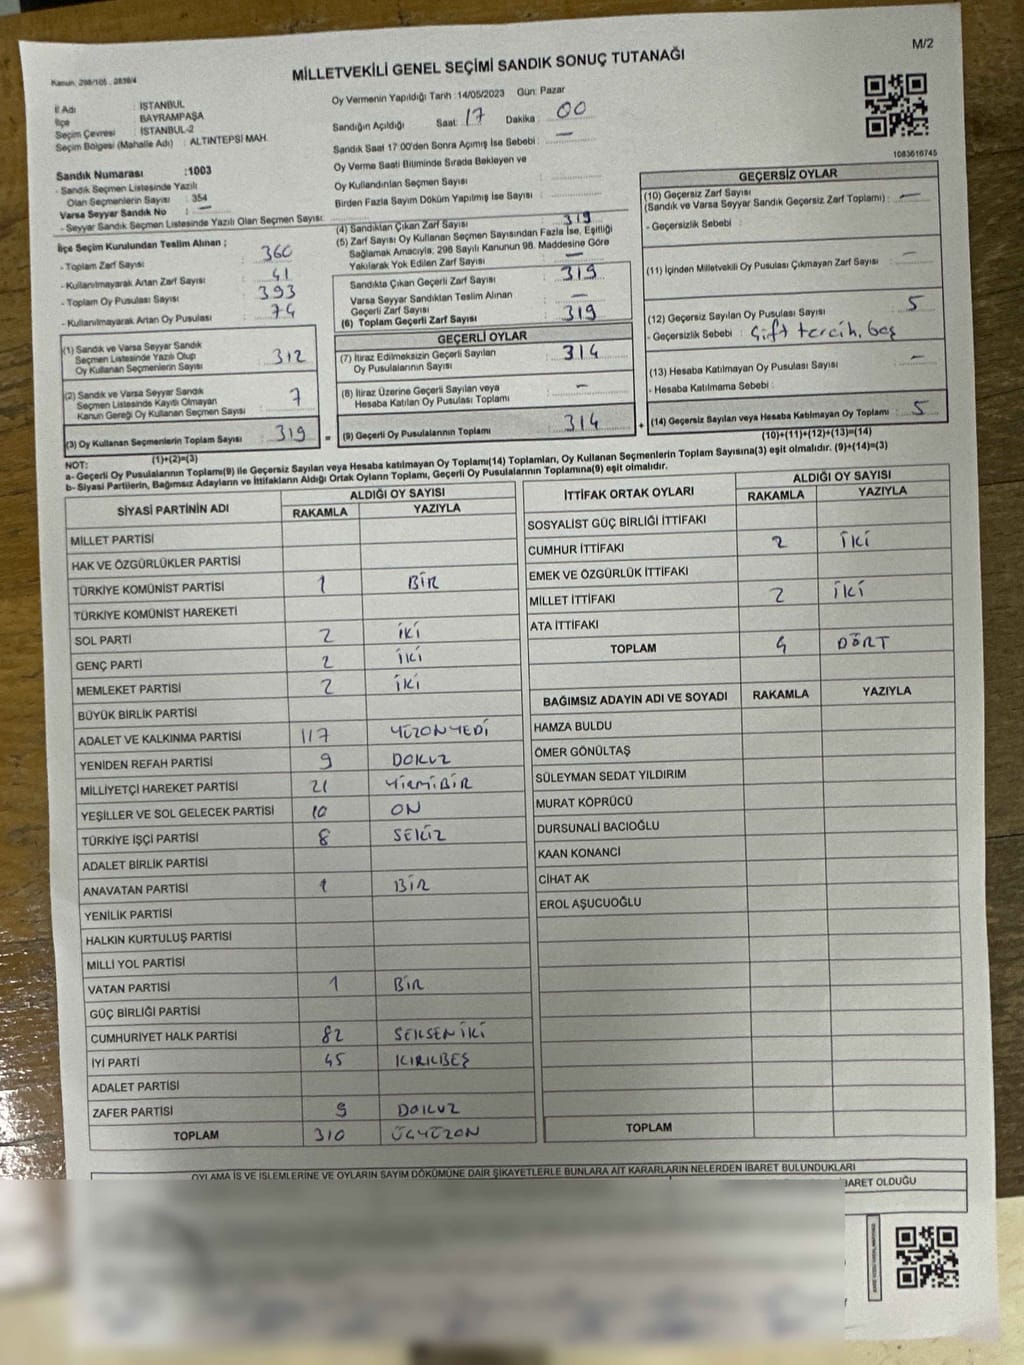 M/2
Kanun, 298/105 , 2839/4
MİLLETVEKİLİ GENEL SEÇİMİ SANDIK SONUÇ TUTANAĞI
İl Adı : İSTANBUL
İlçe : BAYRAMPAŞA
Seçim Çevresi : İSTANBUL-2
Seçim Bölgesi (Mahalle Adı) : ALTINTEPSİ MAH.
Sandık Numarası :1003
- Sandık Seçmen Listesinde Yazılı
Olan Seçmenlerin Sayısı : 354
Varsa Seyyar Sandık No : —
- Seyyar Sandık Seçmen Listesinde Yazılı Olan Seçmen Sayısı
Oy Vermenin Yapıldığı Tarih :14/05/2023 Gün: Pazar
Sandığın Açıldığı Saat: 17 Dakika : 00
Sandık Saat 17:00'den Sonra Açımış İse Sebebi : —
Oy Verme Saati Bitiminde Sırada Bekleyen ve
Oy Kullandırılan Seçmen Sayısı :
Birden Fazla Sayım Döküm Yapılmış İse Sayısı :
1083616745
İlçe Seçim Kurulundan Teslim Alınan ;
- Toplam Zarf Sayısı : 360
- Kullanılmayarak Artan Zarf Sayısı : 41
- Toplam Oy Pusulası Sayısı : 393
- Kullanılmayarak Artan Oy Pusulası : 74
(1) Sandık ve Varsa Seyyar Sandık
Seçmen Listesinde Yazılı Olup
Oy Kullanan Seçmenlerin Sayısı : 312
(2) Sandık ve Varsa Seyyar Sandık
Seçmen Listesinde Kayıtlı Olmayan
Kanun Gereği Oy Kullanan Seçmen Sayısı : 7
(3) Oy Kullanan Seçmenlerin Toplam Sayısı : 319
(1)+(2)=(3)
(4) Sandıktan Çıkan Zarf Sayısı : 319
(5) Zarf Sayısı Oy Kullanan Seçmen Sayısından Fazla İse, Eşitliği
Sağlamak Amacıyla; 298 Sayılı Kanunun 98. Maddesine Göre
Yakılarak Yok Edilen Zarf Sayısı : —
Sandıkta Çıkan Geçerli Zarf Sayısı : 319
Varsa Seyyar Sandıktan Teslim Alınan
Geçerli Zarf Sayısı : —
(6) Toplam Geçerli Zarf Sayısı : 319
GEÇERLİ OYLAR
(7) İtiraz Edilmeksizin Geçerli Sayılan
Oy Pusulalarının Sayısı : 314
(8) İtiraz Üzerine Geçerli Sayılan veya
Hesaba Katılan Oy Pusulası Toplamı : —
= (9) Geçerli Oy Pusulalarının Toplamı : 314
GEÇERSİZ OYLAR
(10) Geçersiz Zarf Sayısı
(Sandık ve Varsa Seyyar Sandık Geçersiz Zarf Toplamı) : —
- Geçersizlik Sebebi :
(11) İçinden Milletvekili Oy Pusulası Çıkmayan Zarf Sayısı : —
(12) Geçersiz Sayılan Oy Pusulası Sayısı : 5
- Geçersizlik Sebebi : Çift tercih, Boş
(13) Hesaba Katılmayan Oy Pusulası Sayısı : —
- Hesaba Katılmama Sebebi :
+ (14) Geçersiz Sayılan veya Hesaba Katılmayan Oy Toplamı : 5
(10)+(11)+(12)+(13)=(14)
NOT:
a- Geçerli Oy Pusulalarının Toplamı(9) ile Geçersiz Sayılan veya Hesaba katılmayan Oy Toplamı(14) Toplamları, Oy Kullanan Seçmenlerin Toplam Sayısına(3) eşit olmalıdır. (9)+(14)=(3)
b- Siyasi Partilerin, Bağımsız Adayların ve İttifakların Aldığı Ortak Oyların Toplamı, Geçerli Oy Pusulalarının Toplamına(9) eşit olmalıdır.
SİYASİ PARTİNİN ADI ALDIĞI OY SAYISI
RAKAMLA YAZIYLA
MİLLET PARTİSİ
HAK VE ÖZGÜRLÜKLER PARTİSİ
TÜRKİYE KOMÜNİST PARTİSİ 1 BİR
TÜRKİYE KOMÜNİST HAREKETİ
SOL PARTİ 2 İKİ
GENÇ PARTİ 2 İKİ
MEMLEKET PARTİSİ 2 İKİ
BÜYÜK BİRLİK PARTİSİ
ADALET VE KALKINMA PARTİSİ 117 YÜZONYEDİ
YENİDEN REFAH PARTİSİ 9 DOKUZ
MİLLİYETÇİ HAREKET PARTİSİ 21 YİRMİBİR
YEŞİLLER VE SOL GELECEK PARTİSİ 10 ON
TÜRKİYE İŞÇİ PARTİSİ 8 SEKİZ
ADALET BİRLİK PARTİSİ
ANAVATAN PARTİSİ 1 BİR
YENİLİK PARTİSİ
HALKIN KURTULUŞ PARTİSİ
MİLLİ YOL PARTİSİ
VATAN PARTİSİ 1 BİR
GÜÇ BİRLİĞİ PARTİSİ
CUMHURİYET HALK PARTİSİ 82 SEKSENİKİ
İYİ PARTİ 45 KIRKBEŞ
ADALET PARTİSİ
ZAFER PARTİSİ 9 DOKUZ
TOPLAM 310 ÜÇYÜZON
İTTİFAK ORTAK OYLARI ALDIĞI OY SAYISI
RAKAMLA YAZIYLA
SOSYALİST GÜÇ BİRLİĞİ İTTİFAKI
CUMHUR İTTİFAKI 2 İKİ
EMEK VE ÖZGÜRLÜK İTTİFAKI
MİLLET İTTİFAKI 2 İKİ
ATA İTTİFAKI
TOPLAM 4 DÖRT
BAĞIMSIZ ADAYIN ADI VE SOYADI RAKAMLA YAZIYLA
HAMZA BULDU
ÖMER GÖNÜLTAŞ
SÜLEYMAN SEDAT YILDIRIM
MURAT KÖPRÜCÜ
DURSUNALİ BACIOĞLU
KAAN KONANCİ
CİHAT AK
EROL AŞUCUOĞLU
TOPLAM
OYLAMA İŞ VE İŞLEMLERİNE VE OYLARIN SAYIM DÖKÜMÜNE DAİR ŞİKAYETLERLE BUNLARA AİT KARARLARIN NELERDEN İBARET BULUNDUKLARI
BARET OLDUĞU